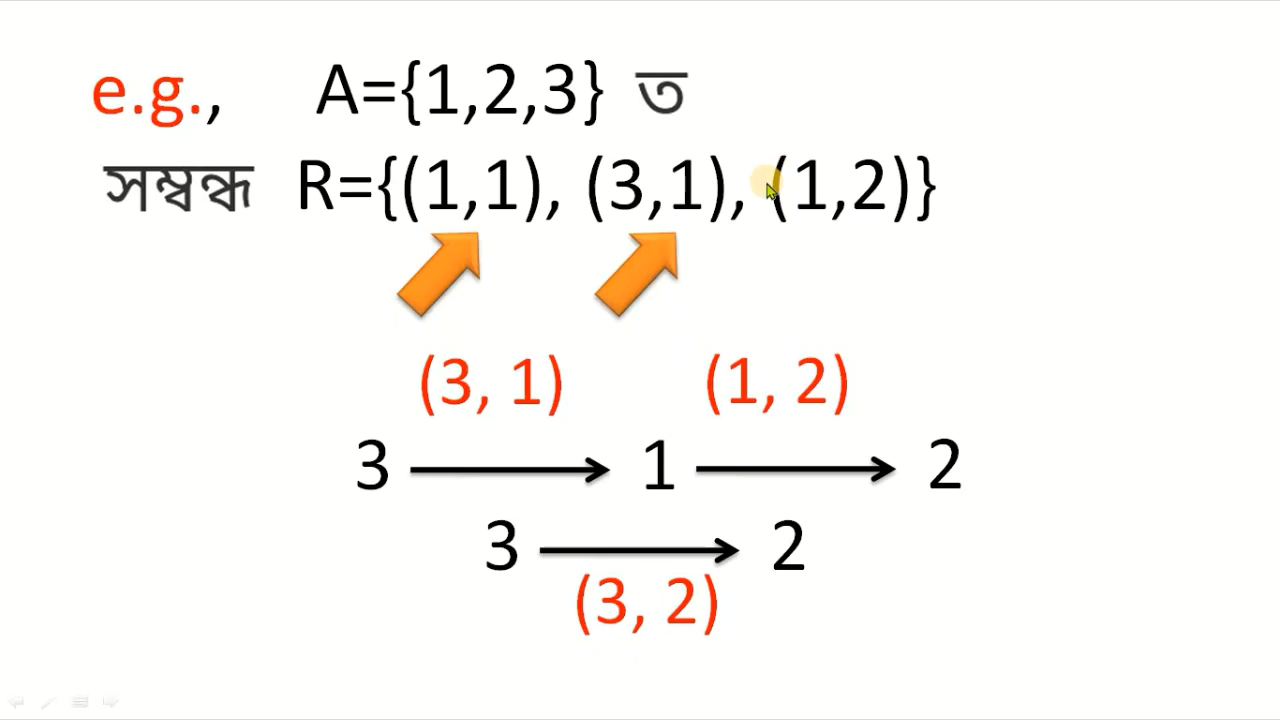 e.g., A={1,2,3} ত
সম্বন্ধ R={(1,1), (3,1), (1,2)}
(3, 1) (1, 2)
3 1 2
3 2
(3, 2)